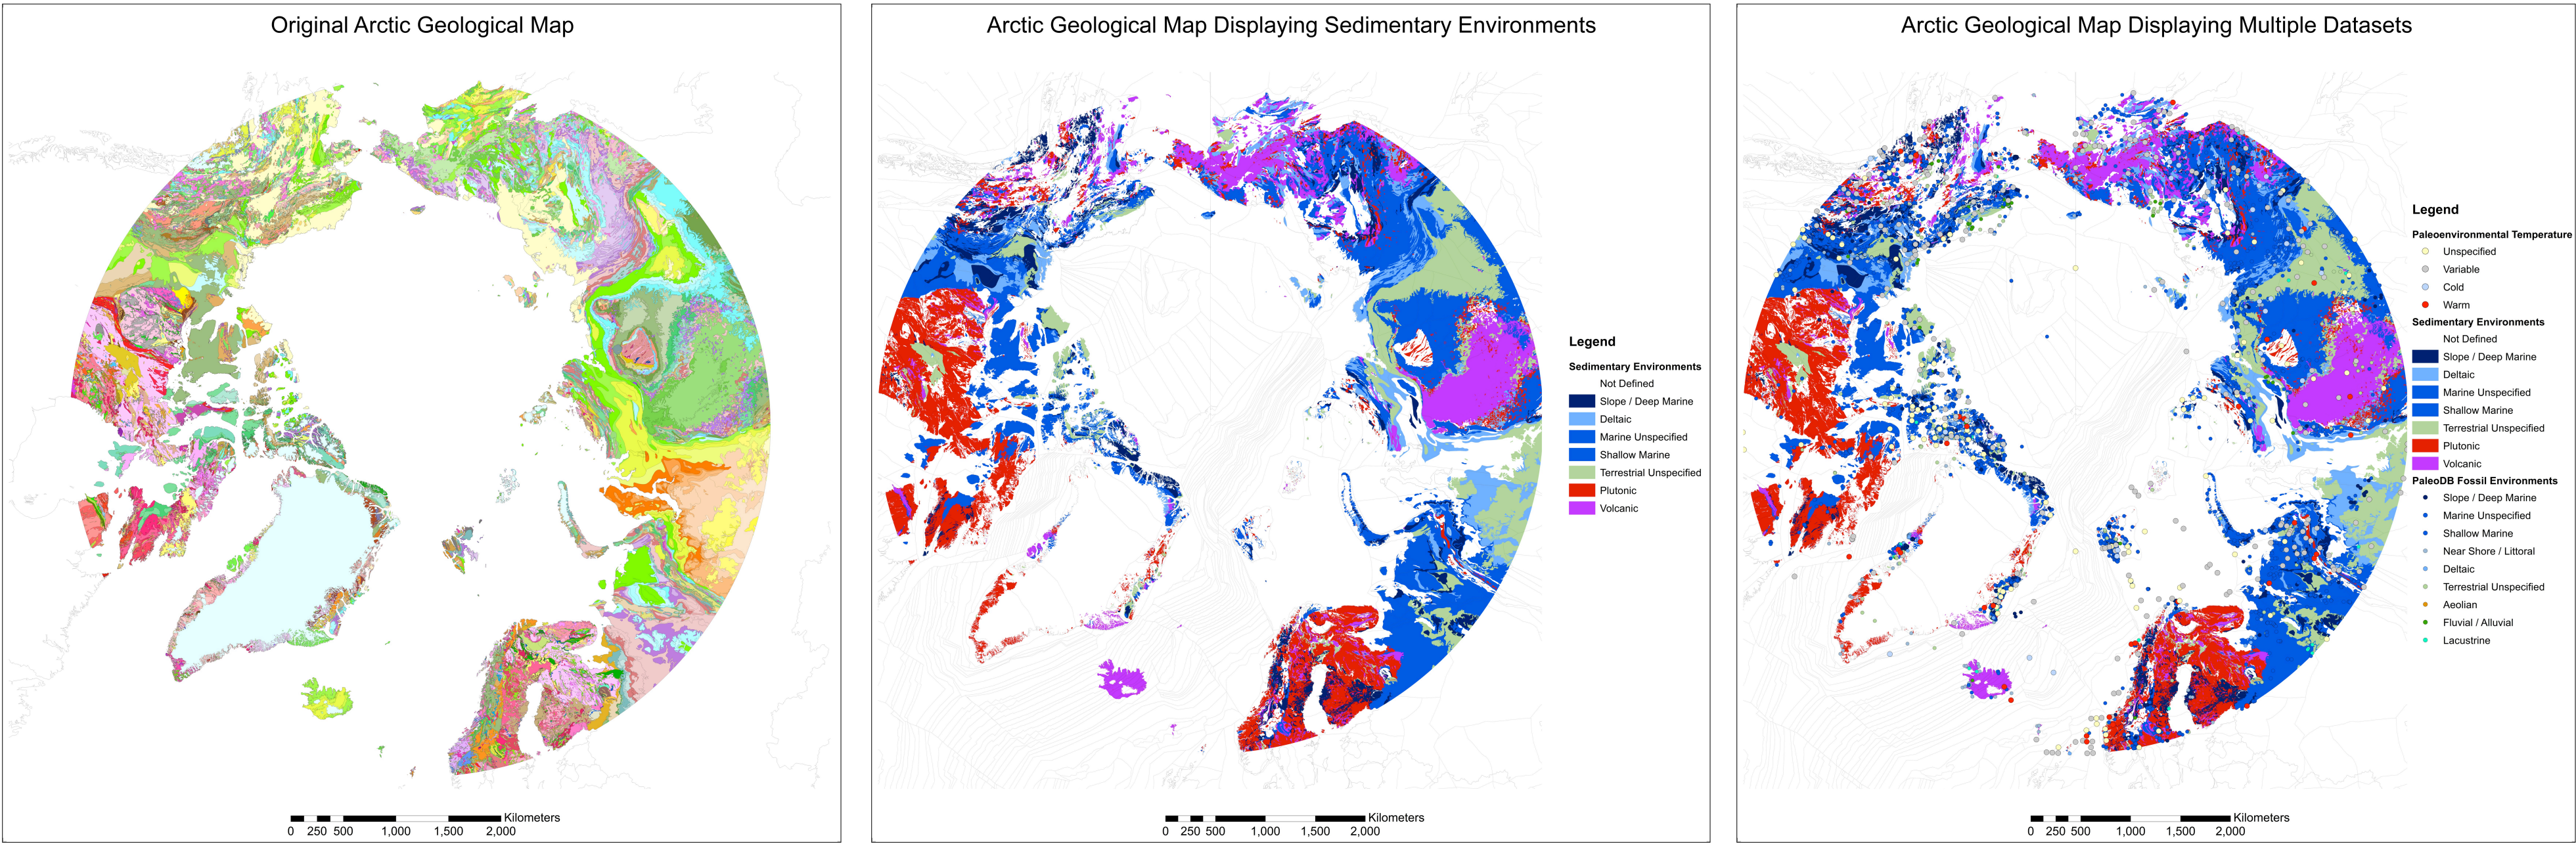 Original Arctic Geological Map
Kilometers
0 250 500 1,000 1,500 2,000
Arctic Geological Map Displaying Sedimentary Environments
Legend
Sedimentary Environments
Not Defined
Slope / Deep Marine
Deltaic
Marine Unspecified
Shallow Marine
Terrestrial Unspecified
Plutonic
Volcanic
Kilometers
0 250 500 1,000 1,500 2,000
Arctic Geological Map Displaying Multiple Datasets
Legend
Paleoenvironmental Temperature
Unspecified
Variable
Cold
Warm
Sedimentary Environments
Not Defined
Slope / Deep Marine
Deltaic
Marine Unspecified
Shallow Marine
Terrestrial Unspecified
Plutonic
Volcanic
PaleoDB Fossil Environments
Slope / Deep Marine
Marine Unspecified
Shallow Marine
Near Shore / Littoral
Deltaic
Terrestrial Unspecified
Aeolian
Fluvial / Alluvial
Lacustrine
Kilometers
0 250 500 1,000 1,500 2,000